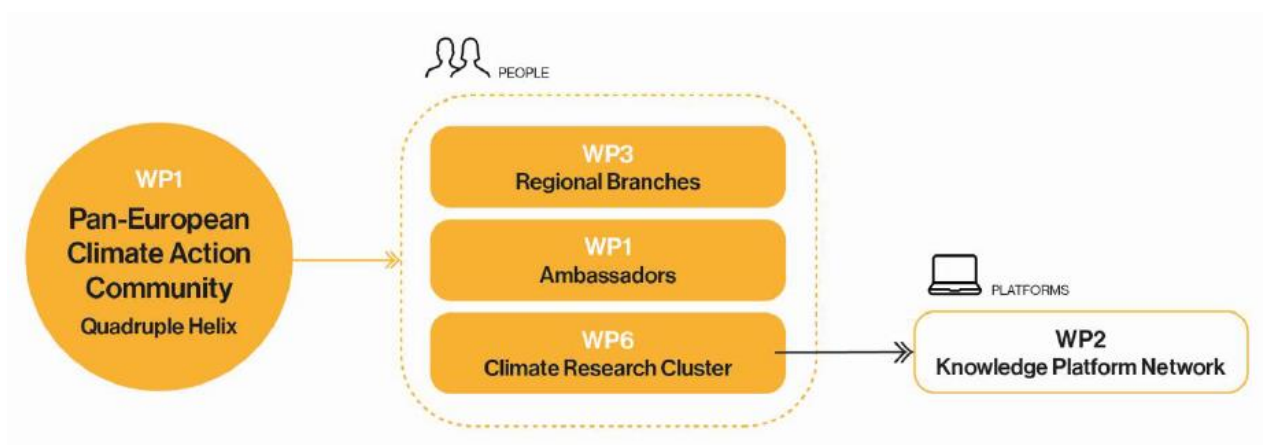 PEOPLE
WP1
Pan-European
Climate Action
Community
Quadruple Helix
WP3
Regional Branches
WP1
Ambassadors
WP6
Climate Research Cluster
PLATFORMS
WP2
Knowledge Platform Network